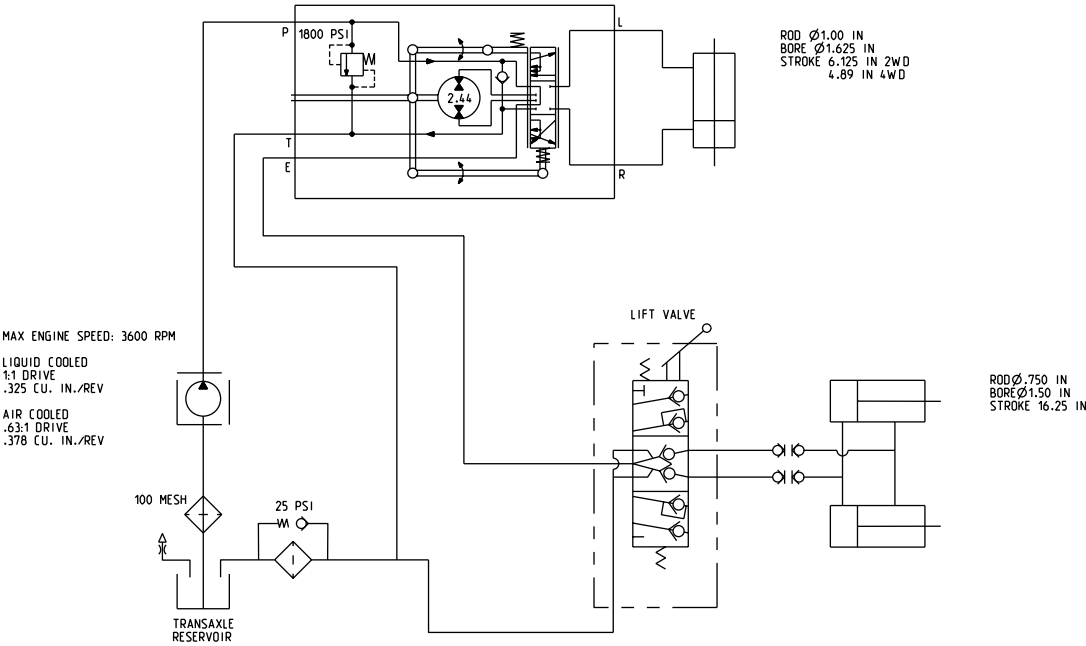 L
P
1800 PSI
ROD Ø1.00 IN
BORE Ø1.625 IN
STROKE 6.125 IN 2WD
4.89 IN 4WD
2.44
T
E
R
LIFT VALVE
MAX ENGINE SPEED: 3600 RPM
LIQUID COOLED
1:1 DRIVE
.325 CU. IN./REV
AIR COOLED
.63:1 DRIVE
.378 CU. IN./REV
RODØ.750 IN
BOREØ1.50 IN
STROKE 16.25 IN
100 MESH
25 PSI
TRANSAXLE
RESERVOIR